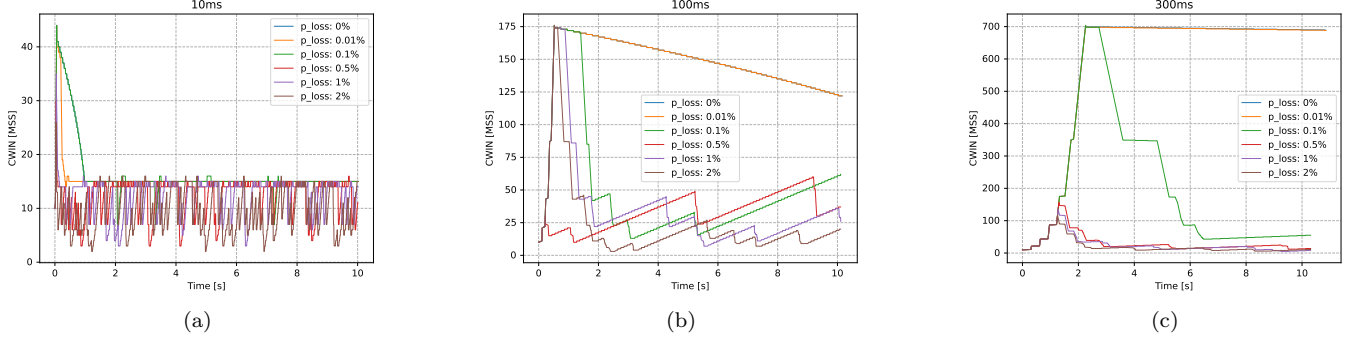 10ms
CWIN [MSS]
40
30
20
10
0
p_loss: 0%
p_loss: 0.01%
p_loss: 0.1%
p_loss: 0.5%
p_loss: 1%
p_loss: 2%
0 2 4 6 8 10
Time [s]
(a)
100ms
CWIN [MSS]
175
150
125
100
75
50
25
0
p_loss: 0%
p_loss: 0.01%
p_loss: 0.1%
p_loss: 0.5%
p_loss: 1%
p_loss: 2%
0 2 4 6 8 10
Time [s]
(b)
300ms
CWIN [MSS]
700
600
500
400
300
200
100
0
p_loss: 0%
p_loss: 0.01%
p_loss: 0.1%
p_loss: 0.5%
p_loss: 1%
p_loss: 2%
0 2 4 6 8 10
Time [s]
(c)